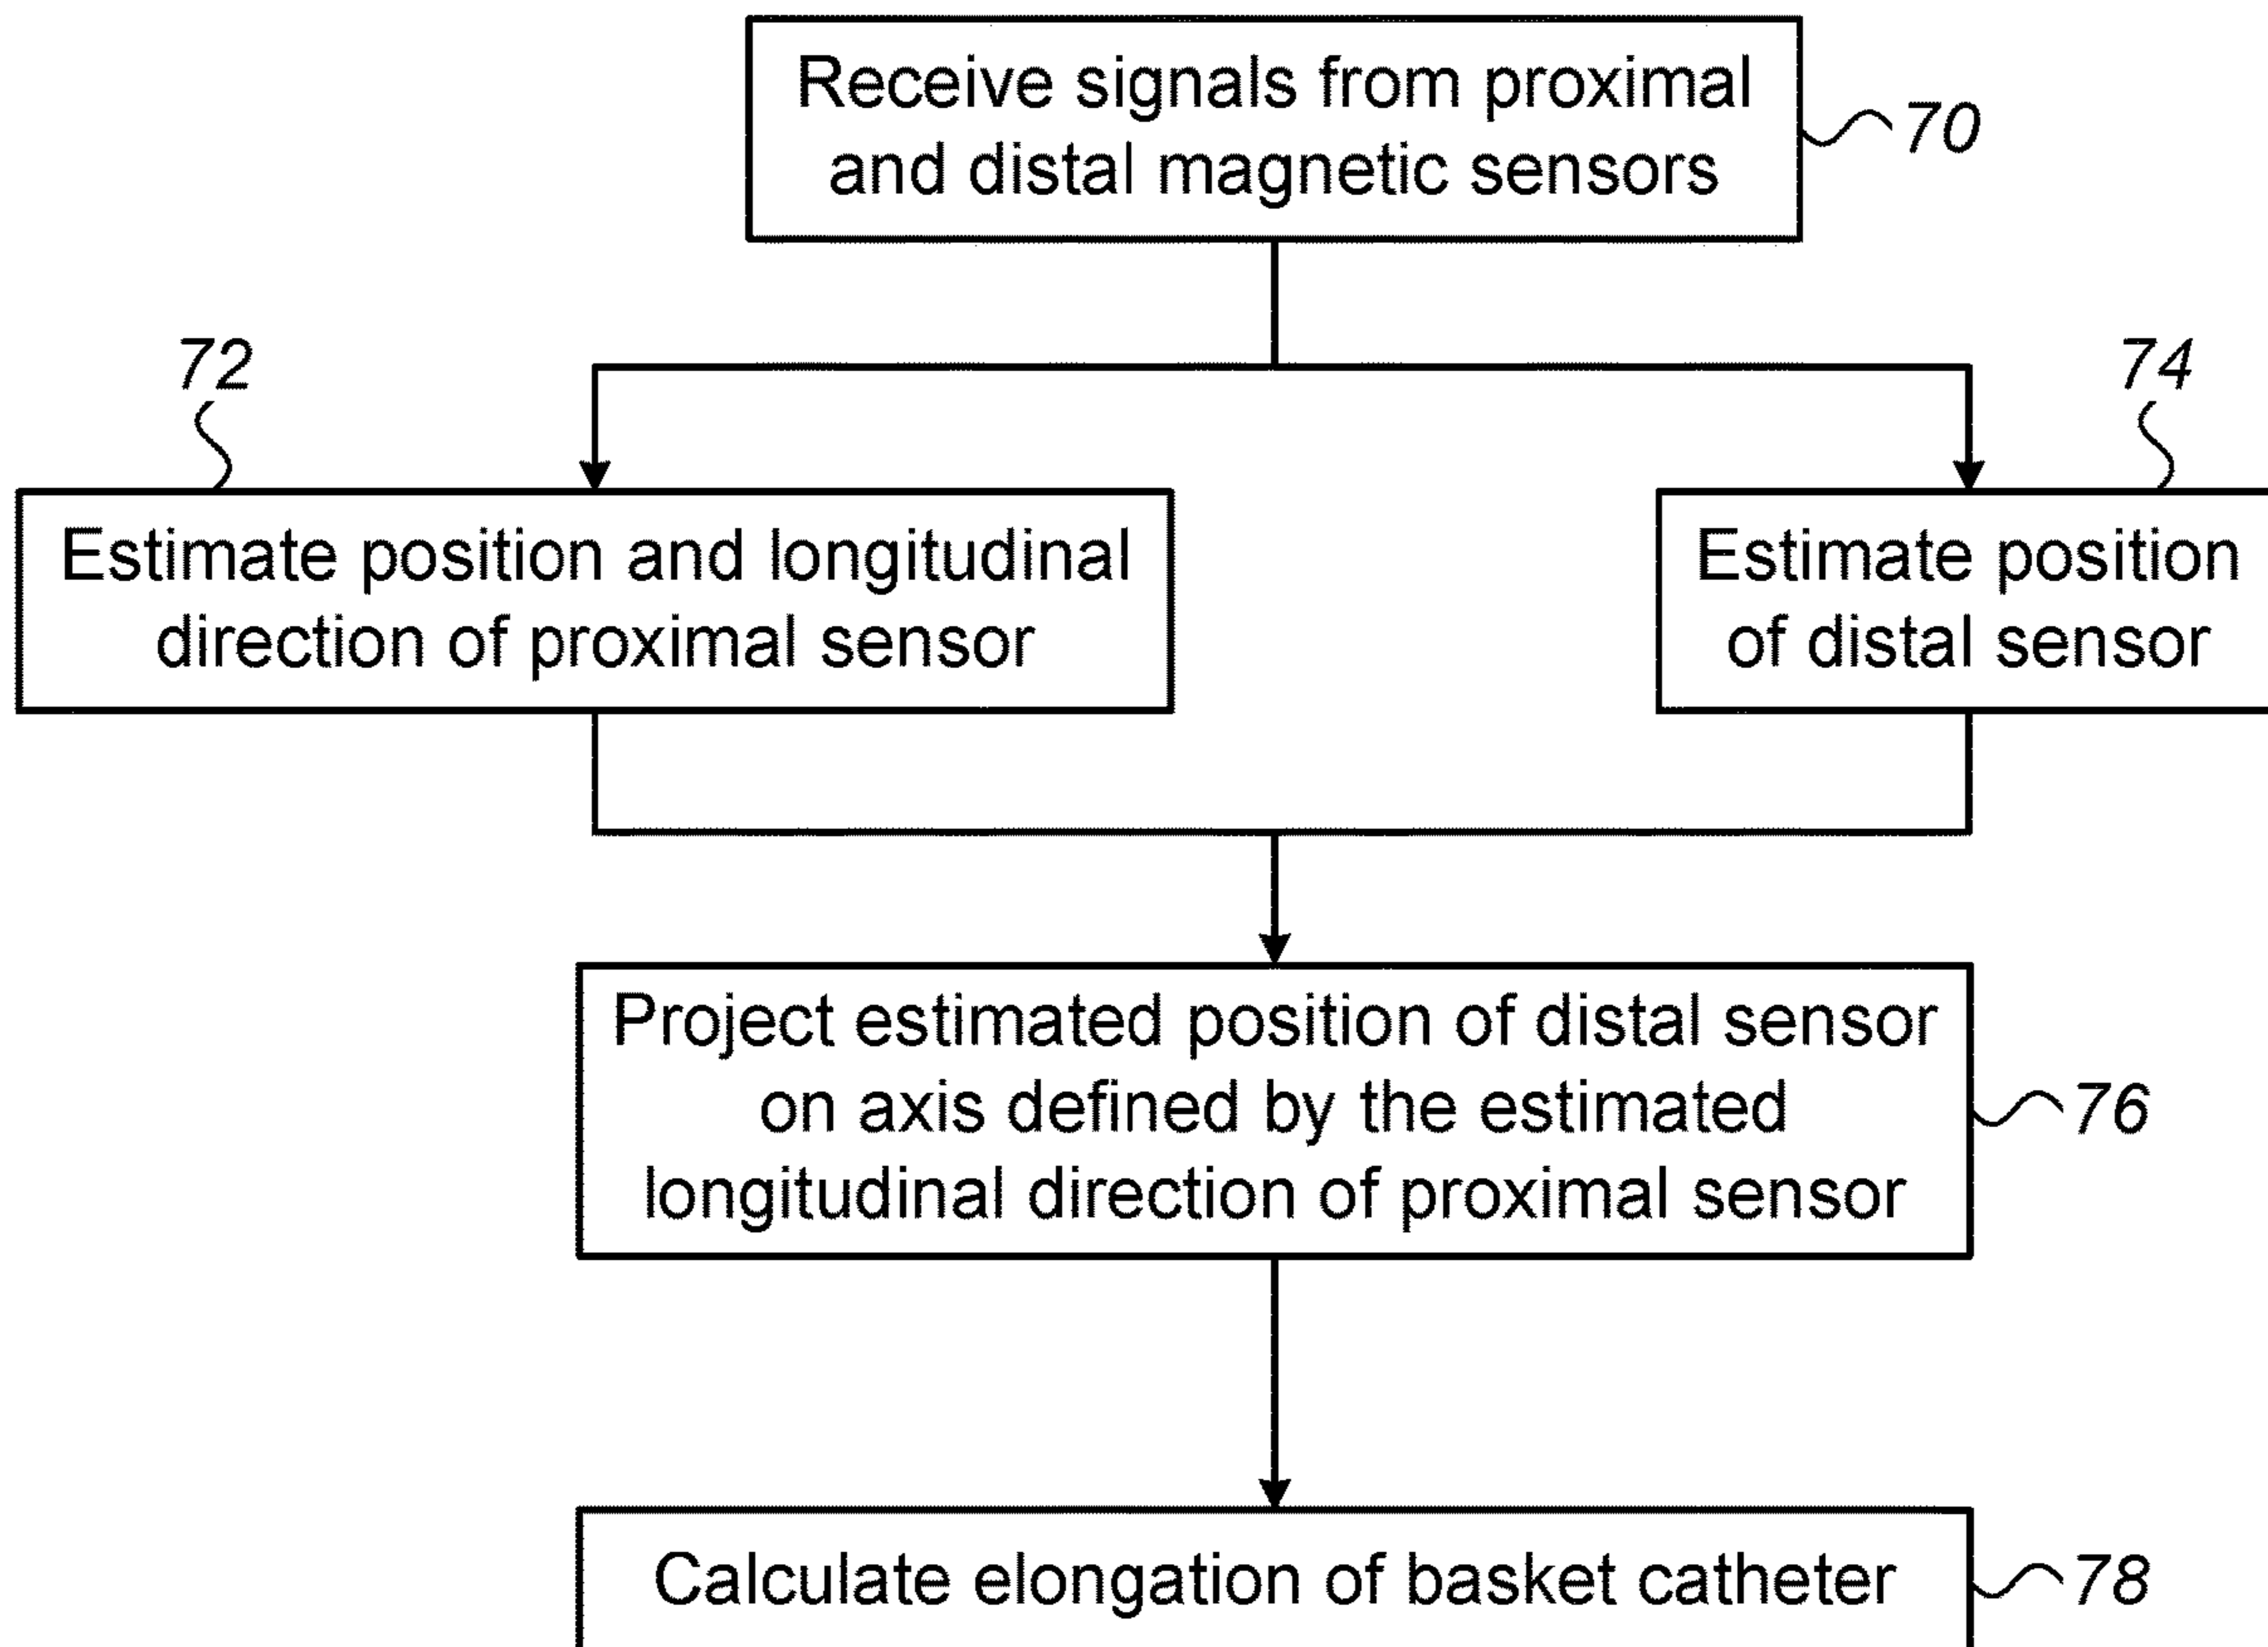 Receive signals from proximal
and distal magnetic sensors
70
72
74
Estimate position and longitudinal
direction of proximal sensor
Estimate position
of distal sensor
Project estimated position of distal sensor
on axis defined by the estimated
longitudinal direction of proximal sensor
76
Calculate elongation of basket catheter
78